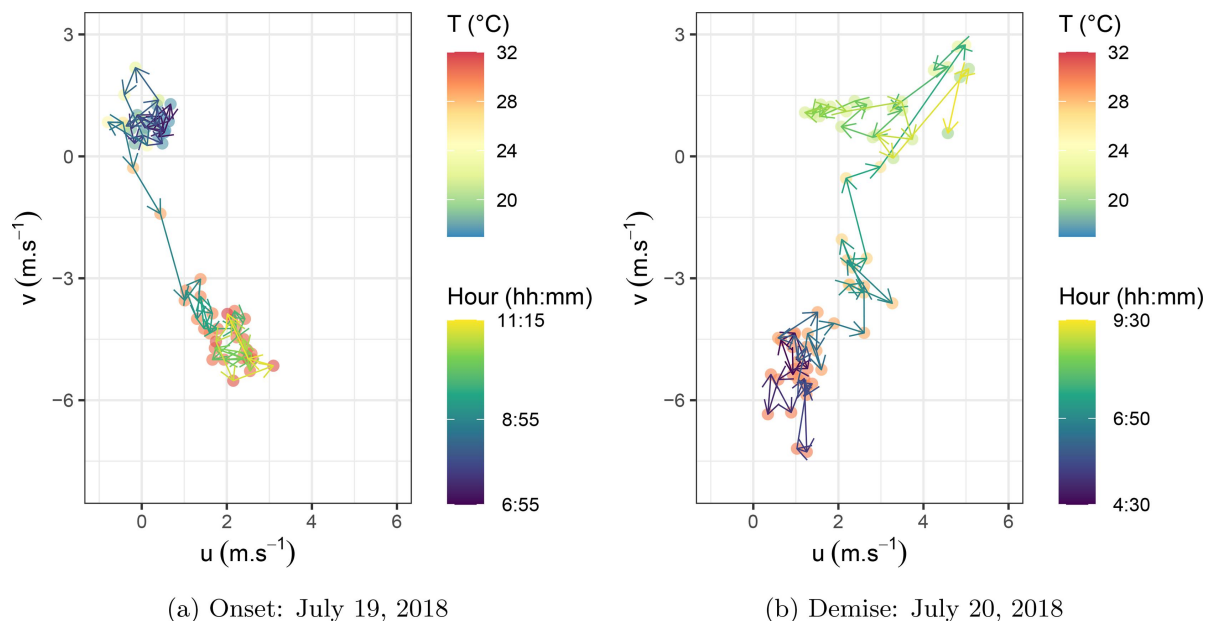 T (°C)
32
28
24
20
Hour (hh:mm)
11:15
8:55
6:55
3
0
−3
−6
v (m.s⁻¹)
0 2 4 6
u (m.s⁻¹)
(a) Onset: July 19, 2018
T (°C)
32
28
24
20
Hour (hh:mm)
9:30
6:50
4:30
3
0
−3
−6
v (m.s⁻¹)
0 2 4 6
u (m.s⁻¹)
(b) Demise: July 20, 2018